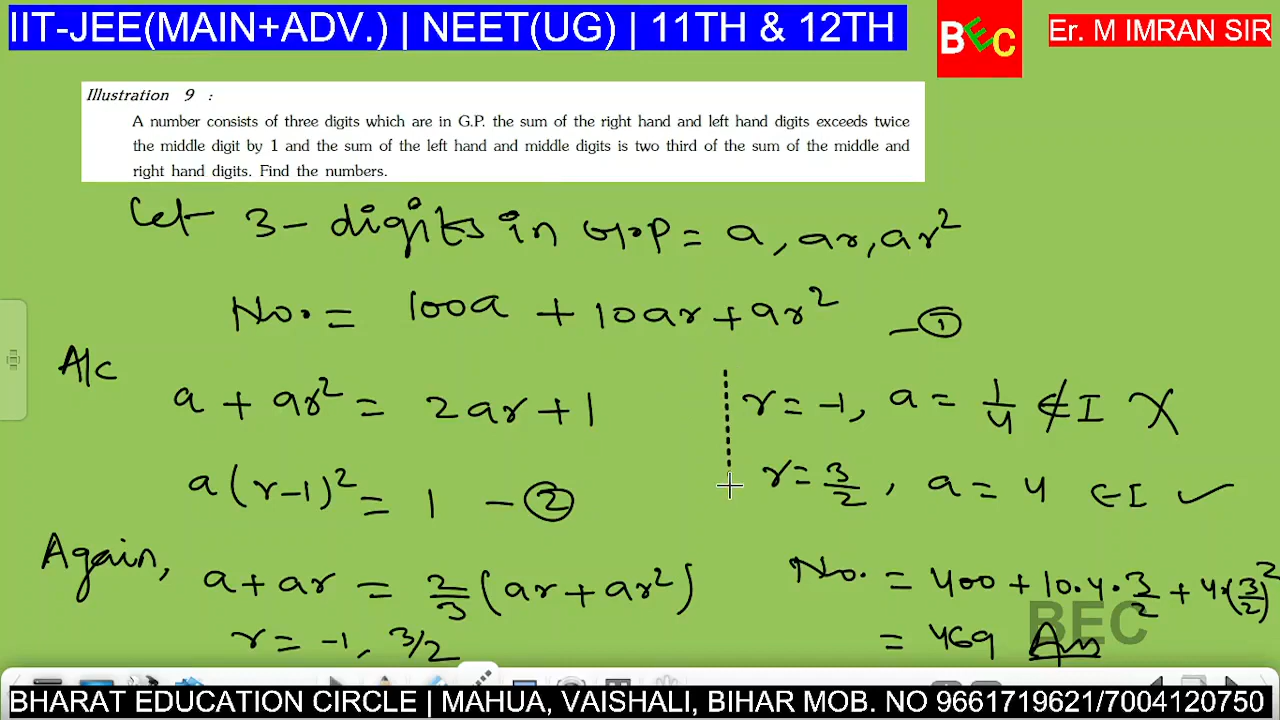 IIT-JEE(MAIN+ADV.) | NEET(UG) | 11TH & 12TH
BEC
Er. M IMRAN SIR
Illustration 9 :
A number consists of three digits which are in G.P. the sum of the right hand and left hand digits exceeds twice
the middle digit by 1 and the sum of the left hand and middle digits is two third of the sum of the middle and
right hand digits. Find the numbers.
Let 3-digits in G.P = a, ar, ar²
No. = 100a + 10ar + ar² — ①
A/c
a + ar² = 2ar + 1
a(r-1)² = 1 — ②
Again,
a + ar = 2/3 (ar + ar²)
r = -1, 3/2
r = -1, a = 1/4 ∉ I X
r = 3/2, a = 4 ∈ I ✓
No. = 400 + 10.4.3/2 + 4×(3/2)²
= 469 Ans
BEC
BHARAT EDUCATION CIRCLE | MAHUA, VAISHALI, BIHAR MOB. NO 9661719621/7004120750